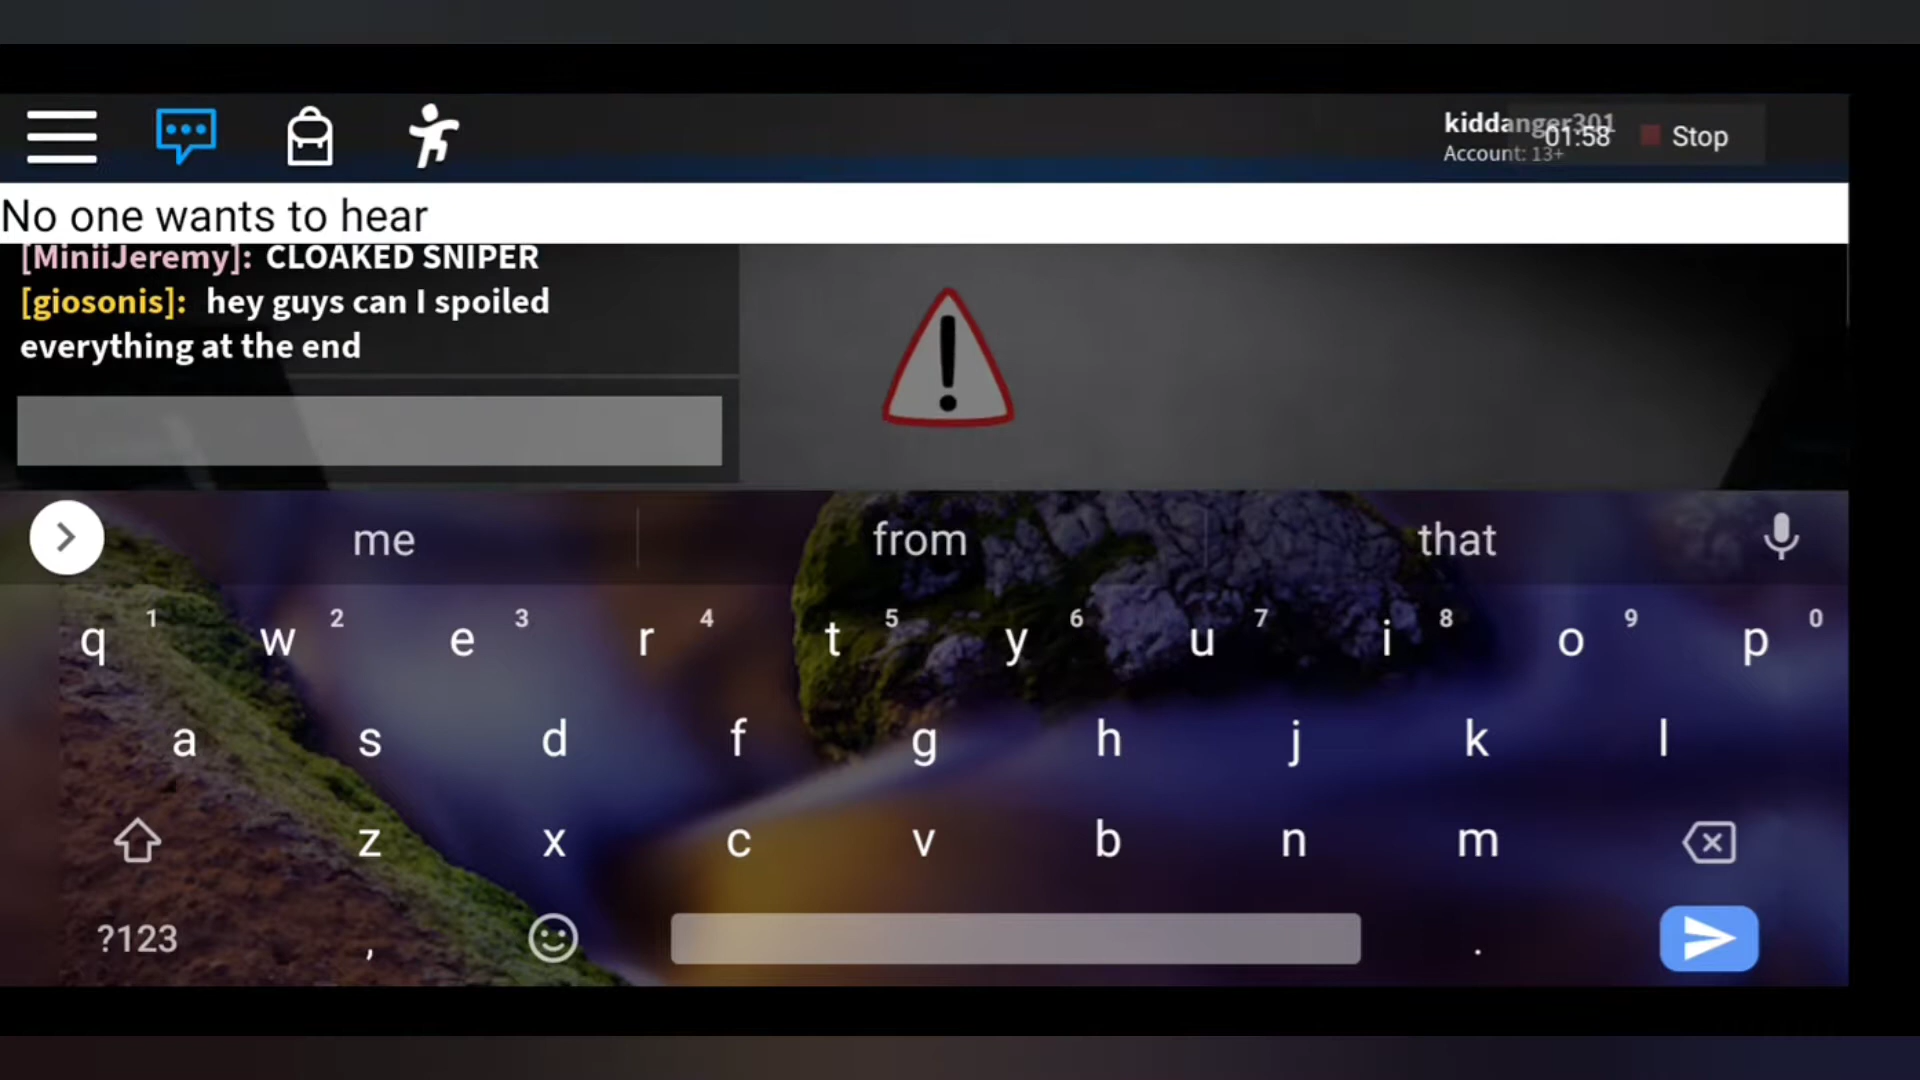 kiddanger301
Account: 13+
01:58
Stop
No one wants to hear
[MiniiJeremy]: CLOAKED SNIPER
[giosonis]: hey guys can I spoiled
everything at the end
me from that
1 2 3 4 5 6 7 8 9 0
q w e r t y u i o p
a s d f g h j k l
z x c v b n m
?123 , .